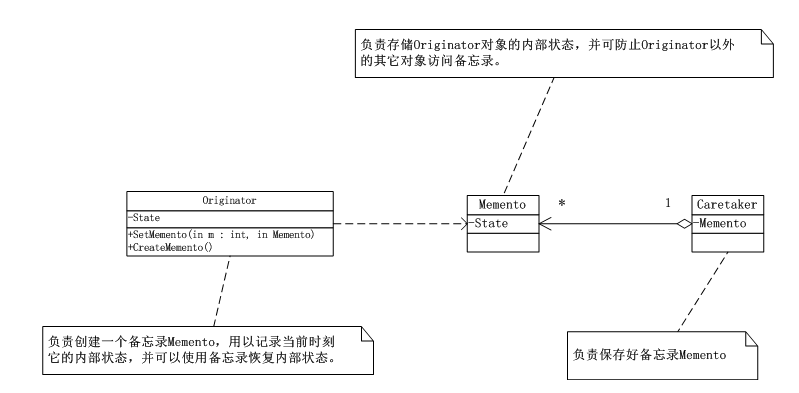 负责存储Originator对象的内部状态，并可防止Originator以外
的其它对象访问备忘录。
Originator
-State
+SetMemento(in m : int, in Memento)
+CreateMemento()
Memento
-State
*
1
Caretaker
-Memento
负责创建一个备忘录Memento，用以记录当前时刻
它的内部状态，并可以使用备忘录恢复内部状态。
负责保存好备忘录Memento